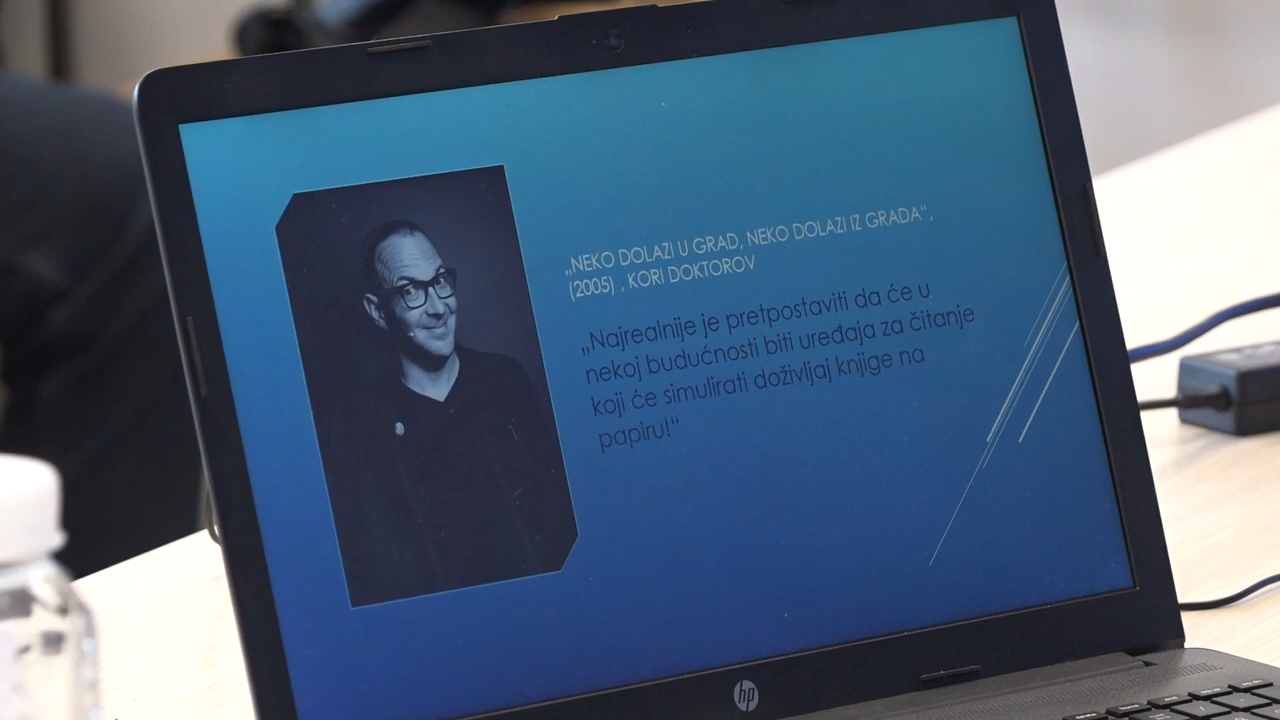 „NEKO DOLAZI U GRAD, NEKO DOLAZI IZ GRADA“,
(2005) , KORI DOKTOROV
„Najrealnije je pretpostaviti da će u
nekoj budućnosti biti uređaja za čitanje
koji će simulirati doživljaj knjige na
papiru!“
hp